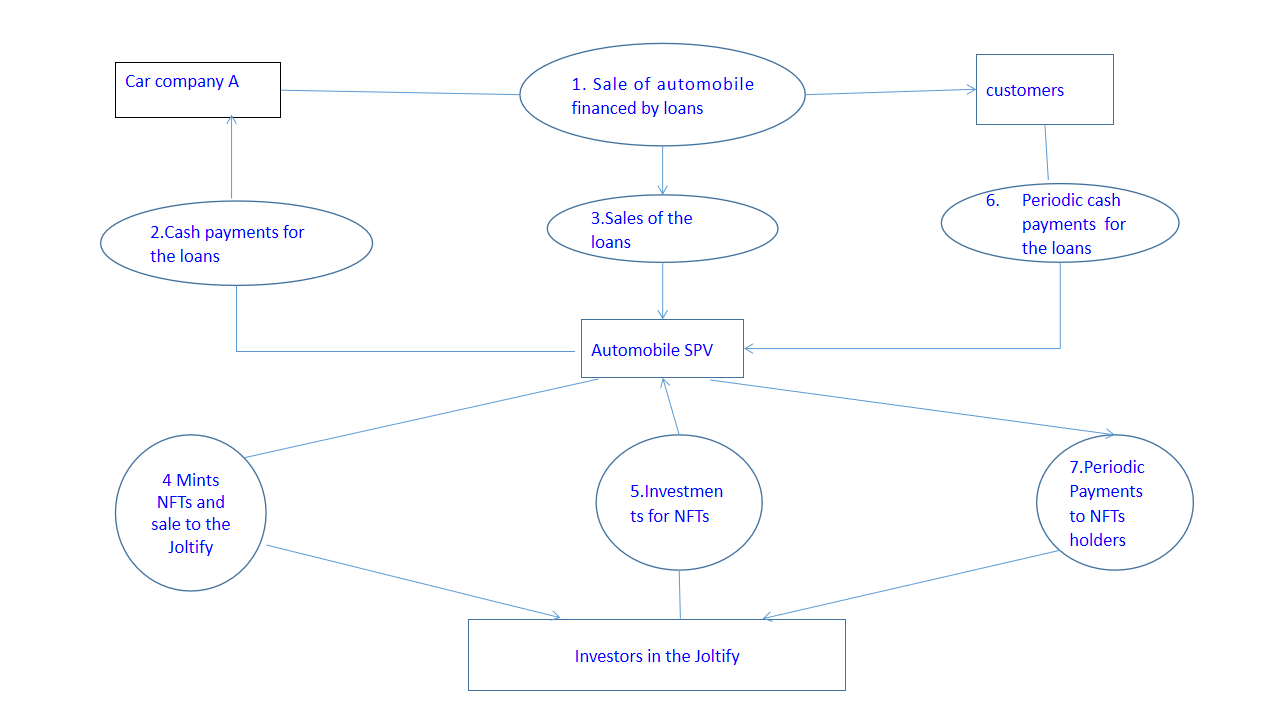 Car company A
1. Sale of automobile
financed by loans
customers
2.Cash payments for
the loans
3.Sales of the
loans
6. Periodic cash
payments for
the loans
Automobile SPV
4 Mints
NFTs and
sale to the
Joltify
5.Investmen
ts for NFTs
7.Periodic
Payments
to NFTs
holders
Investors in the Joltify